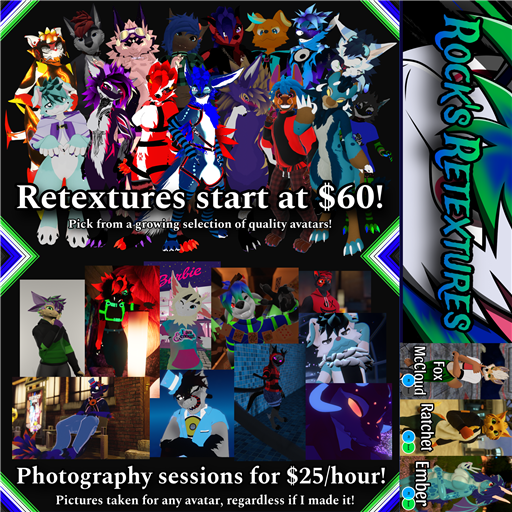 Retextures start at $60!
Pick from a growing selection of quality avatars!
Barbie
Photography sessions for $25/hour!
Pictures taken for any avatar, regardless if I made it!
Rock's Retextures
Fox
McCloud
Ratchet
Ember